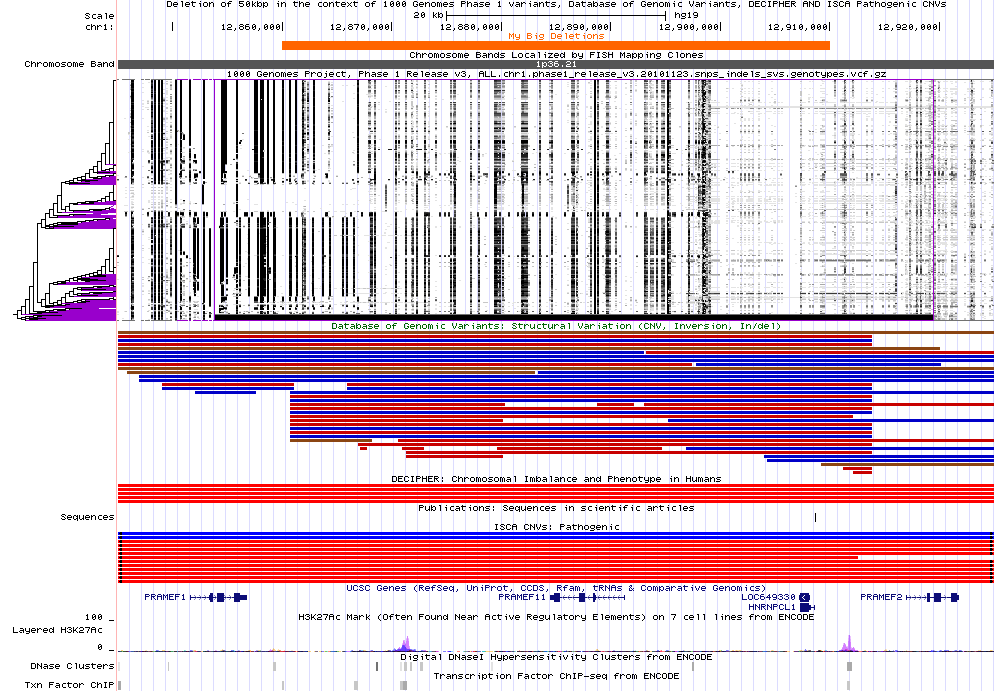 Deletion of 50kbp in the context of 1000 Genomes Phase 1 variants, Database of Genomic Variants, DECIPHER AND ISCA Pathogenic CNVs
Scale 20 kb hg19
chr1: 12,860,000 12,870,000 12,880,000 12,890,000 12,900,000 12,910,000 12,920,000
My Big Deletions
Chromosome Bands Localized by FISH Mapping Clones
Chromosome Band 1p36.21
1000 Genomes Project, Phase 1 Release v3, ALL.chr1.phase1_release_v3.20101123.snps_indels_svs.genotypes.vcf.gz
Database of Genomic Variants: Structural Variation (CNV, Inversion, In/del)
DECIPHER: Chromosomal Imbalance and Phenotype in Humans
Publications: Sequences in scientific articles
Sequences
ISCA CNVs: Pathogenic
UCSC Genes (RefSeq, UniProt, CCDS, Rfam, tRNAs & Comparative Genomics)
PRAMEF1 PRAMEF11 LOC649330 PRAMEF2
HNRNPCL1
H3K27Ac Mark (Often Found Near Active Regulatory Elements) on 7 cell lines from ENCODE
100 _
Layered H3K27Ac
0 _
Digital DNaseI Hypersensitivity Clusters from ENCODE
DNase Clusters
Transcription Factor ChIP-seq from ENCODE
Txn Factor ChIP